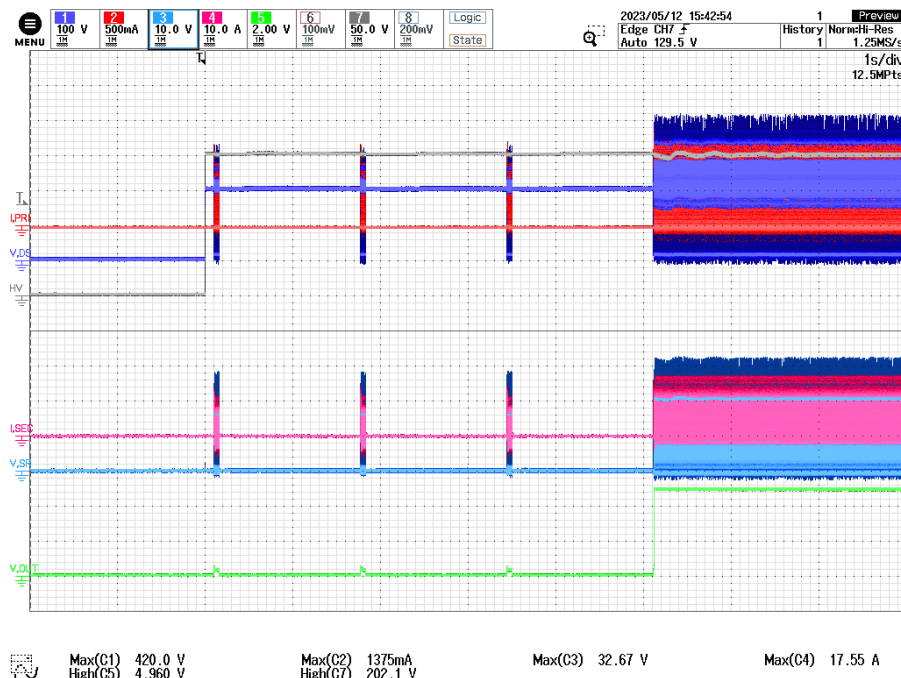 MENU
1 100 V 1M
2 500mA 1M
3 10.0 V 1M
4 10.0 A 1M
5 2.00 V 1M
6 100mV 1M
7 50.0 V 1M
8 200mV 1M
Logic
State
2023/05/12 15:42:54 1 Preview
Edge CH7 History Norm:Hi-Res
Auto 129.5 V 1 1.25MS/s
1s/div
12.5MPts
T
I_PRI
V_DS
HV
I_SEC
V_SR
V_OUT
Max(C1) 420.0 V Max(C2) 1375mA Max(C3) 32.67 V Max(C4) 17.55 A
High(C5) 4.960 V High(C7) 202.1 V